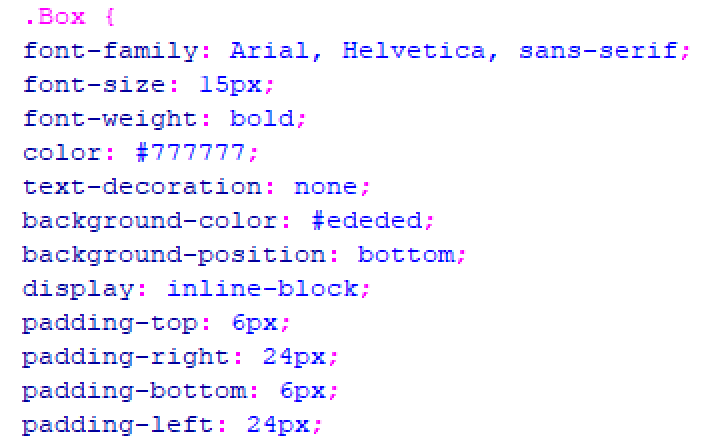 .Box {
font-family: Arial, Helvetica, sans-serif;
font-size: 15px;
font-weight: bold;
color: #777777;
text-decoration: none;
background-color: #ededed;
background-position: bottom;
display: inline-block;
padding-top: 6px;
padding-right: 24px;
padding-bottom: 6px;
padding-left: 24px;